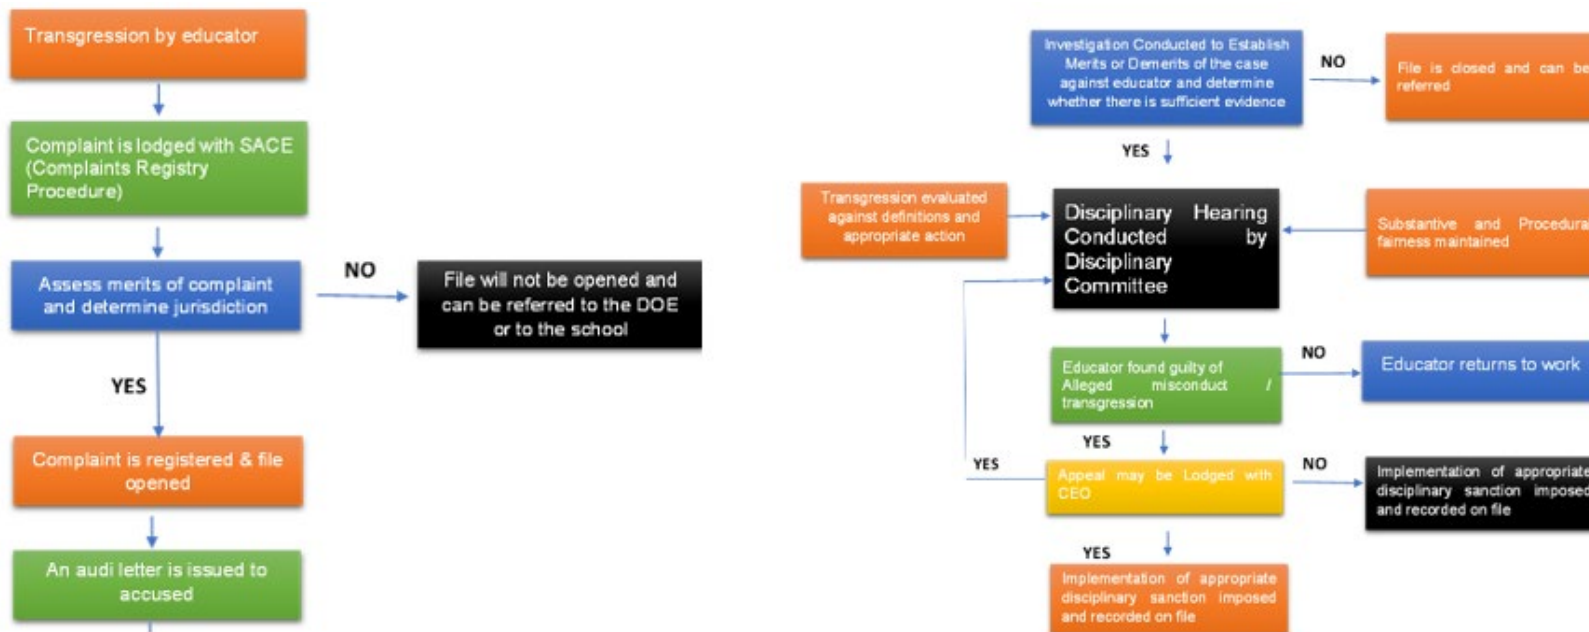 Transgression by educator
Complaint is lodged with SACE
(Complaints Registry
Procedure)
Assess merits of complaint
and determine jurisdiction
NO
File will not be opened and
can be referred to the DOE
or to the school
YES
Complaint is registered & file
opened
An audi letter is issued to
accused
Investigation Conducted to Establish
Merits or Demerits of the case
against educator and determine
whether there is sufficient evidence
NO
File is closed and can be
referred
YES
Transgression evaluated
against definitions and
appropriate action
Disciplinary Hearing
Conducted by
Disciplinary
Committee
Substantive and Procedura
fairness maintained
Educator found guilty of
Alleged misconduct /
transgression
NO
Educator returns to work
YES
YES
Appeal may be Lodged with
CEO
NO
Implementation of appropriate
disciplinary sanction imposed
and recorded on file
YES
Implementation of appropriate
disciplinary sanction imposed
and recorded on file